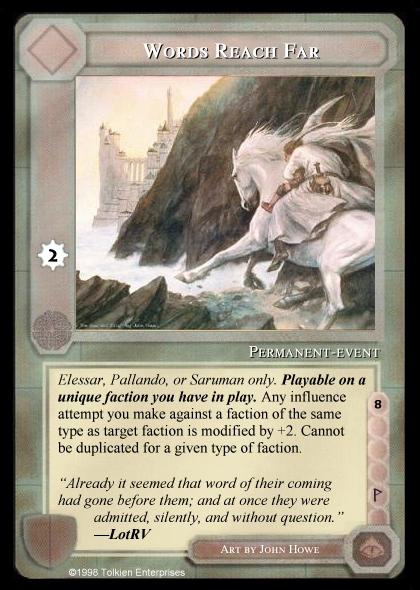 Words Reach Far
2
Permanent-event
Elessar, Pallando, or Saruman only. Playable on a
unique faction you have in play. Any influence
attempt you make against a faction of the same
type as target faction is modified by +2. Cannot
be duplicated for a given type of faction.
8
“Already it seemed that word of their coming
had gone before them; and at once they were
admitted, silently, and without question.”
—LotRV
Art by John Howe
©1998 Tolkien Enterprises